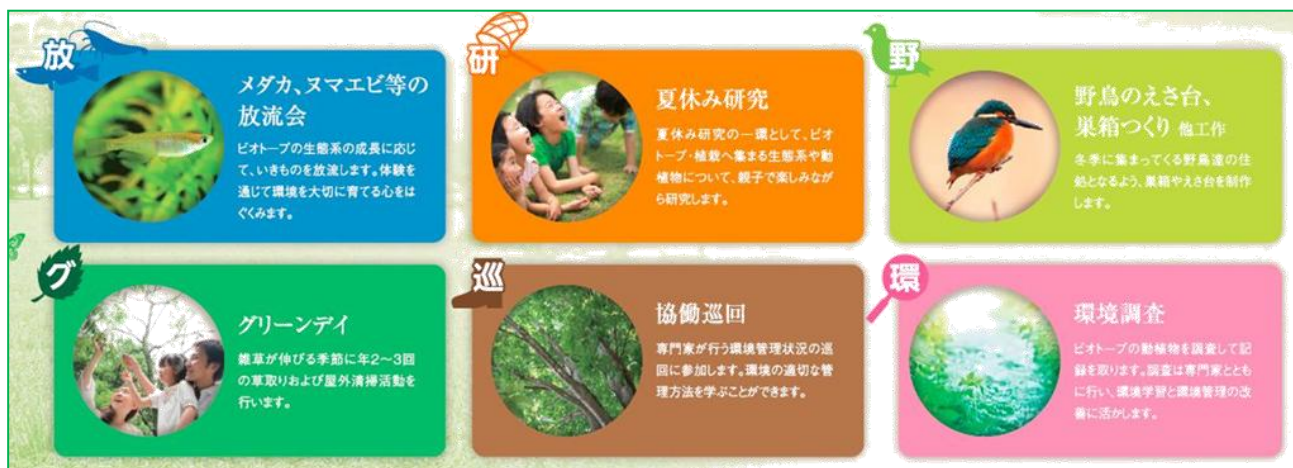 放
メダカ、ヌマエビ等の
放流会
ビオトープの生態系の成長に応じ
て、いきものを放流します。体験を
通じて環境を大切に育てる心をは
ぐくみます。
研
夏休み研究
夏休み研究の一環として、ビオ
トープ・植栽へ集まる生態系や動
植物について、親子で楽しみなが
ら研究します。
野
野鳥のえさ台、
巣箱つくり 他工作
冬季に集まってくる野鳥達の住
処となるよう、巣箱やえさ台を制作
します。
グ
グリーンデイ
雑草が伸びる季節に年2〜3回
の草取りおよび屋外清掃活動を
行います。
巡
協働巡回
専門家が行う環境管理状況の巡
回に参加します。環境の適切な管
理方法を学ぶことができます。
環
環境調査
ビオトープの動植物を調査して記
録を取ります。調査は専門家ととも
に行い、環境学習と環境管理の改
善に活かします。